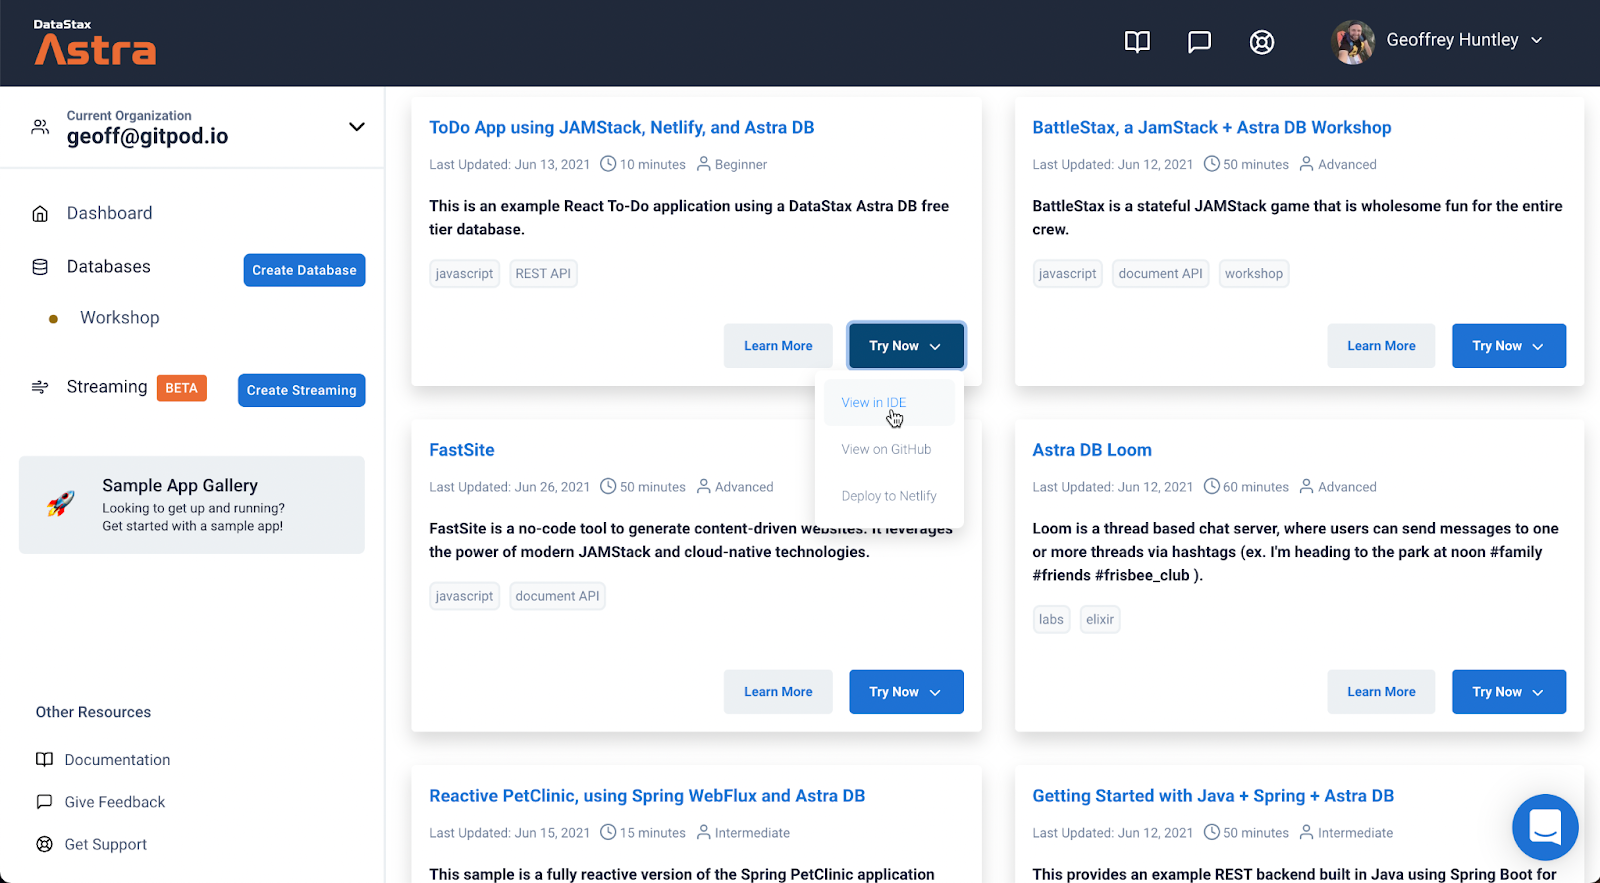 DataStax
Astra
Geoffrey Huntley
Current Organization
geoff@gitpod.io
Dashboard
Databases
Create Database
Workshop
Streaming
BETA
Create Streaming
Sample App Gallery
Looking to get up and running?
Get started with a sample app!
Other Resources
Documentation
Give Feedback
Get Support
ToDo App using JAMStack, Netlify, and Astra DB
Last Updated: Jun 13, 2021 10 minutes Beginner
This is an example React To-Do application using a DataStax Astra DB free
tier database.
javascript REST API
Learn More Try Now
View in IDE
View on GitHub
Deploy to Netlify
BattleStax, a JamStack + Astra DB Workshop
Last Updated: Jun 12, 2021 50 minutes Advanced
BattleStax is a stateful JAMStack game that is wholesome fun for the entire
crew.
javascript document API workshop
Learn More Try Now
FastSite
Last Updated: Jun 26, 2021 50 minutes Advanced
FastSite is a no-code tool to generate content-driven websites. It leverages
the power of modern JAMStack and cloud-native technologies.
javascript document API
Learn More Try Now
Astra DB Loom
Last Updated: Jun 12, 2021 60 minutes Advanced
Loom is a thread based chat server, where users can send messages to one
or more threads via hashtags (ex. I'm heading to the park at noon #family
#friends #frisbee_club ).
labs elixir
Learn More Try Now
Reactive PetClinic, using Spring WebFlux and Astra DB
Last Updated: Jun 15, 2021 15 minutes Intermediate
This sample is a fully reactive version of the Spring PetClinic application
Getting Started with Java + Spring + Astra DB
Last Updated: Jun 12, 2021 50 minutes Intermediate
This provides an example REST backend built in Java using Spring Boot for